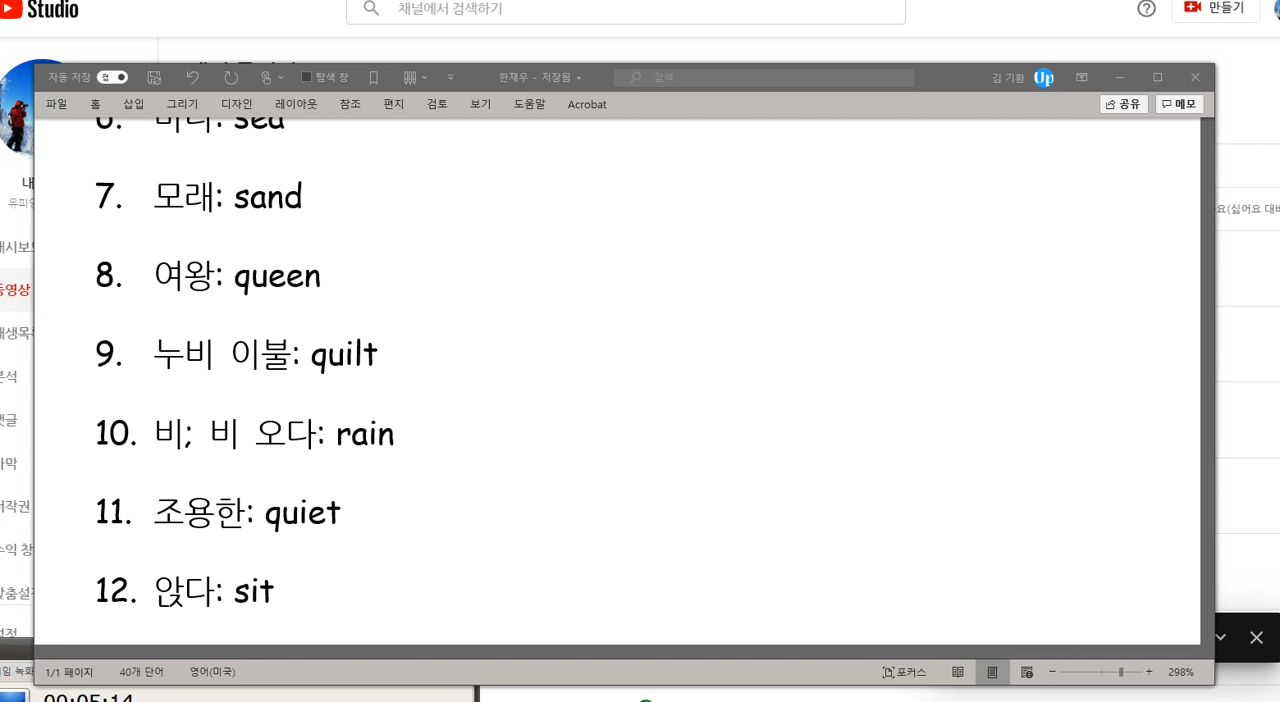 Studio
채널에서 검색하기
만들기
자동 저장
탐색 창
한재우 - 저장됨
검색
김 기환
Up
파일 홈 삽입 그리기 디자인 레이아웃 참조 편지 검토 보기 도움말 Acrobat
공유
메모
7. 모래: sand
8. 여왕: queen
9. 누비 이불: quilt
10. 비; 비 오다: rain
11. 조용한: quiet
12. 앉다: sit
1/1 페이지
40개 단어
영어(미국)
포커스
298%
00:05:14